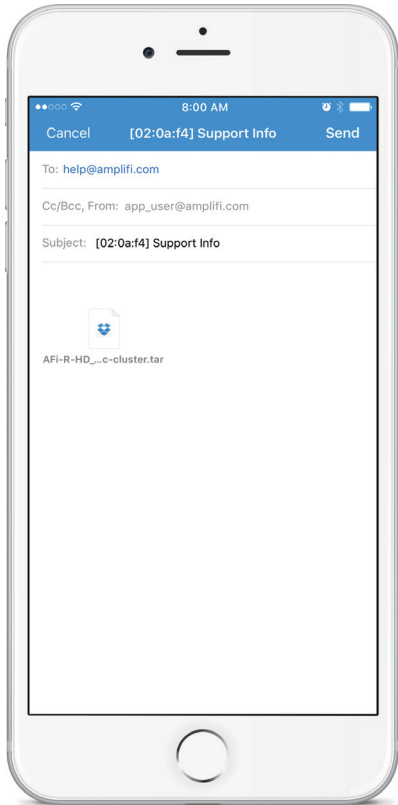 8:00 AM
Cancel [02:0a:f4] Support Info Send
To: help@amplifi.com
Cc/Bcc, From: app_user@amplifi.com
Subject: [02:0a:f4] Support Info
AFi-R-HD_...c-cluster.tar